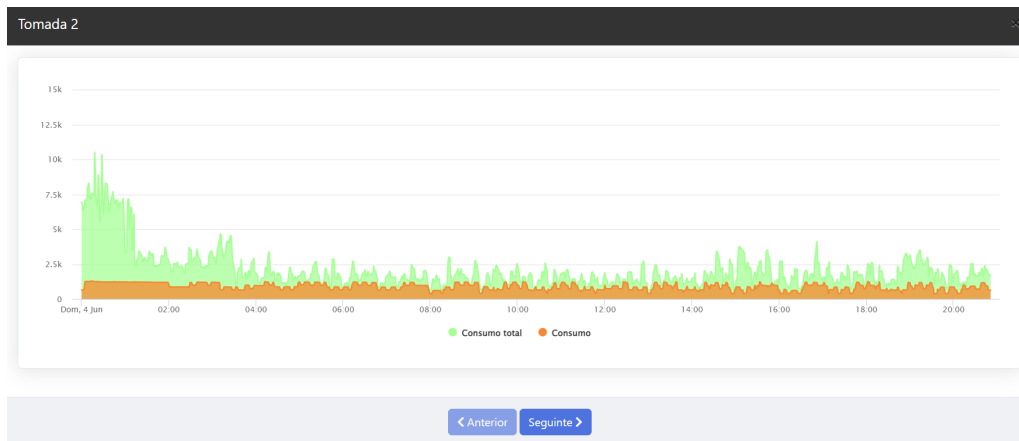 Tomada 2
×
15k
12.5k
10k
7.5k
5k
2.5k
0
Dom, 4 Jun 02:00 04:00 06:00 08:00 10:00 12:00 14:00 16:00 18:00 20:00
Consumo total Consumo
Anterior Seguinte